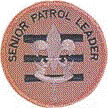 SENIOR PATROL LEADER